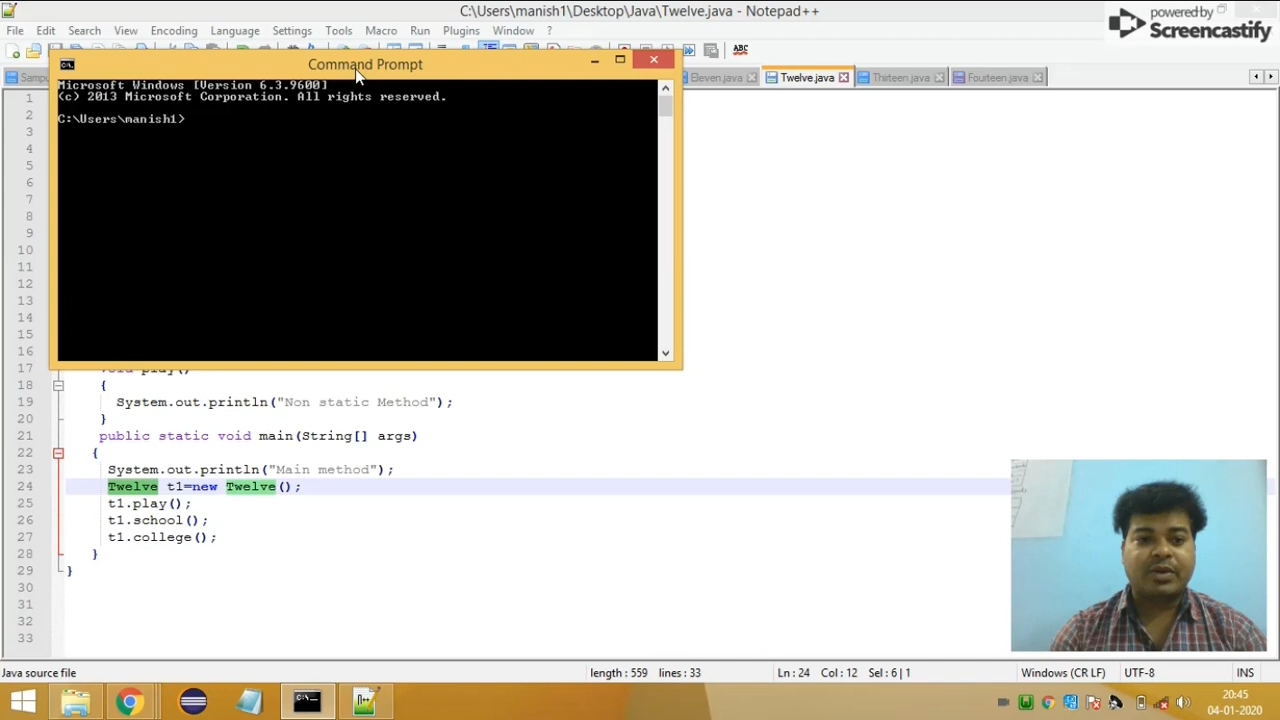 C:\Users\manish1\Desktop\Java\Twelve.java - Notepad++
powered by
Screencastify
File Edit Search View Encoding Language Settings Tools Macro Run Plugins Window ?
Eleven.java Twelve.java Thirteen.java Fourteen.java
Command Prompt
Microsoft Windows [Version 6.3.9600]
(c) 2013 Microsoft Corporation. All rights reserved.
C:\Users\manish1>
1
2
3
4
5
6
7
8
9
10
11
12
13
14
15
16
17
18 {
19 System.out.println("Non static Method");
20 }
21 public static void main(String[] args)
22 {
23 System.out.println("Main method");
24 Twelve t1=new Twelve();
25 t1.play();
26 t1.school();
27 t1.college();
28 }
29 }
30
31
32
33
Java source file length : 559 lines : 33 Ln : 24 Col : 12 Sel : 6 | 1 Windows (CR LF) UTF-8 INS
20:45
04-01-2020